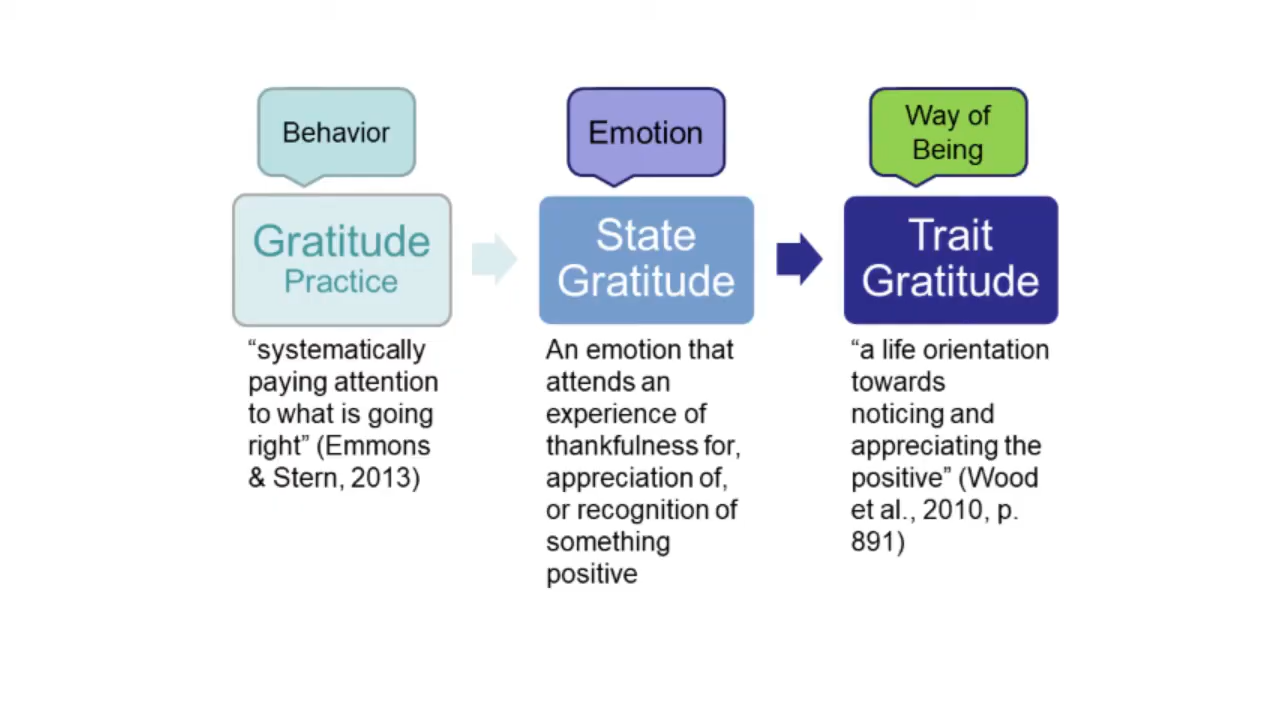 Behavior
Gratitude
Practice
“systematically
paying attention
to what is going
right” (Emmons
& Stern, 2013)
Emotion
State
Gratitude
An emotion that
attends an
experience of
thankfulness for,
appreciation of,
or recognition of
something
positive
Way of
Being
Trait
Gratitude
“a life orientation
towards
noticing and
appreciating the
positive” (Wood
et al., 2010, p.
891)